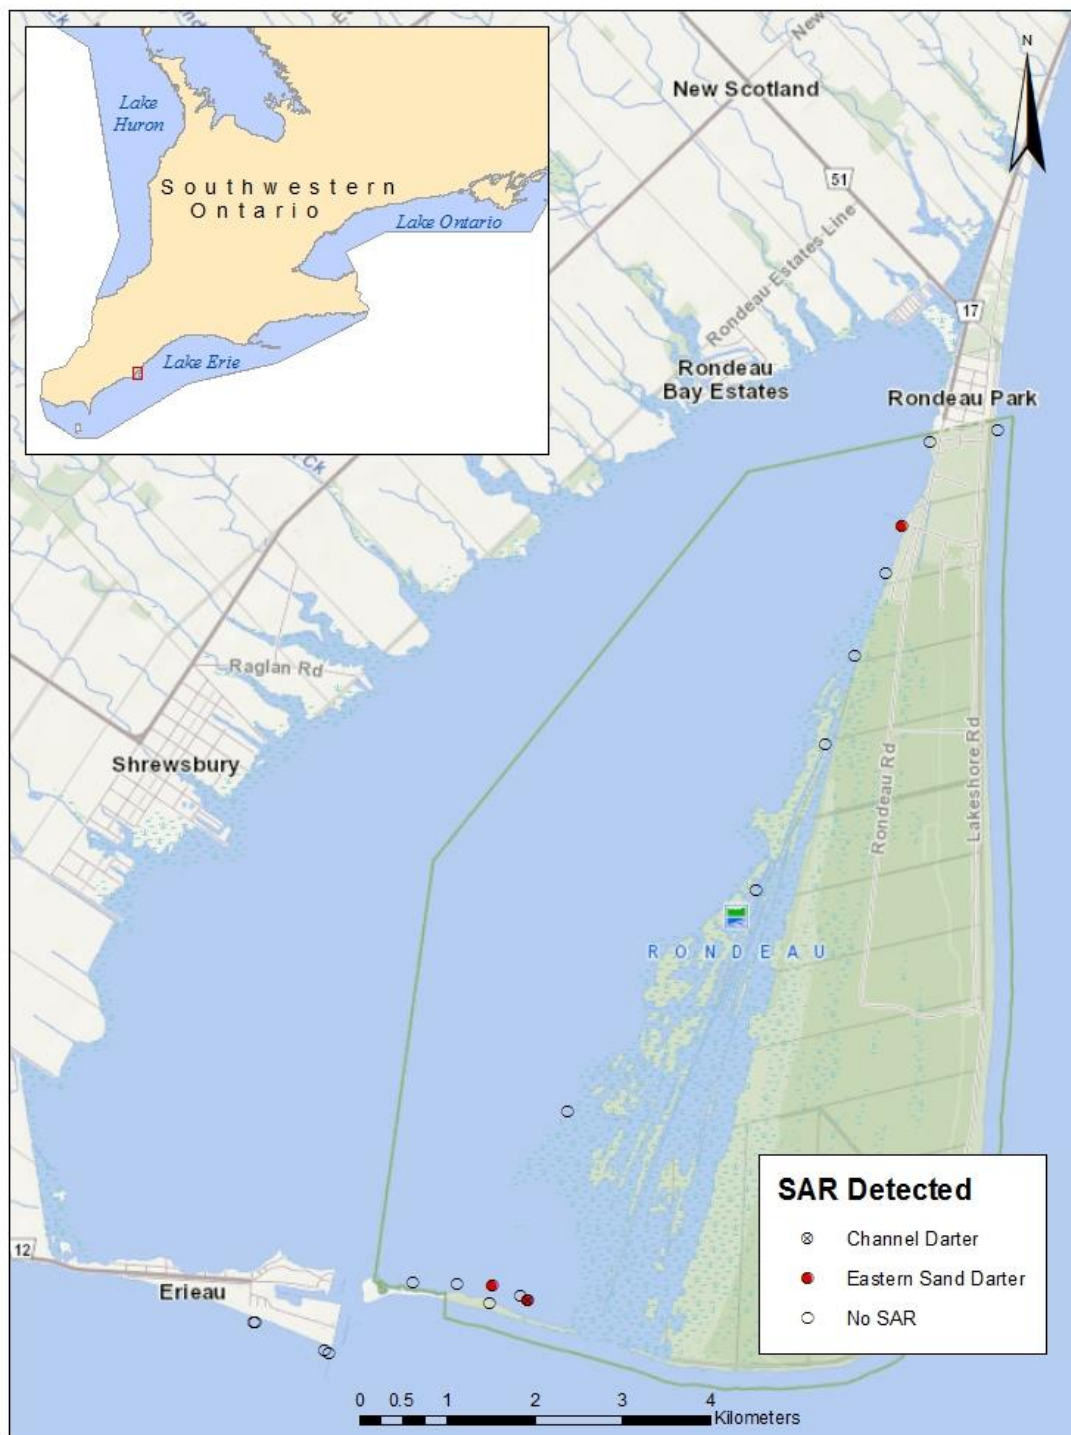 Lake
Huron
Southwestern
Ontario
Lake Ontario
Lake Erie
N
New
New Scotland
51
Rondeau Estates Line
17
Rondeau
Bay Estates
Rondeau Park
Ck
Raglan Rd
Shrewsbury
Rondeau Rd
Lakeshore Rd
RONDEAU
12
Erieau
SAR Detected
Channel Darter
Eastern Sand Darter
No SAR
0 0.5 1 2 3 4
Kilometers